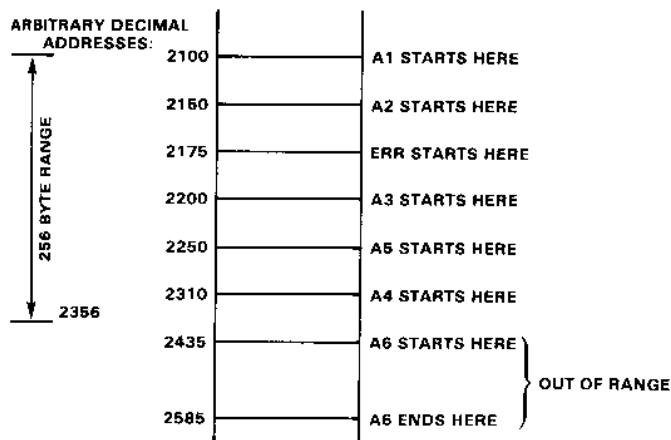 ARBITRARY DECIMAL
ADDRESSES:
2100 A1 STARTS HERE
2150 A2 STARTS HERE
2175 ERR STARTS HERE
2200 A3 STARTS HERE
256 BYTE RANGE
2250 A5 STARTS HERE
2310 A4 STARTS HERE
2356
2435 A6 STARTS HERE
OUT OF RANGE
2585 A6 ENDS HERE